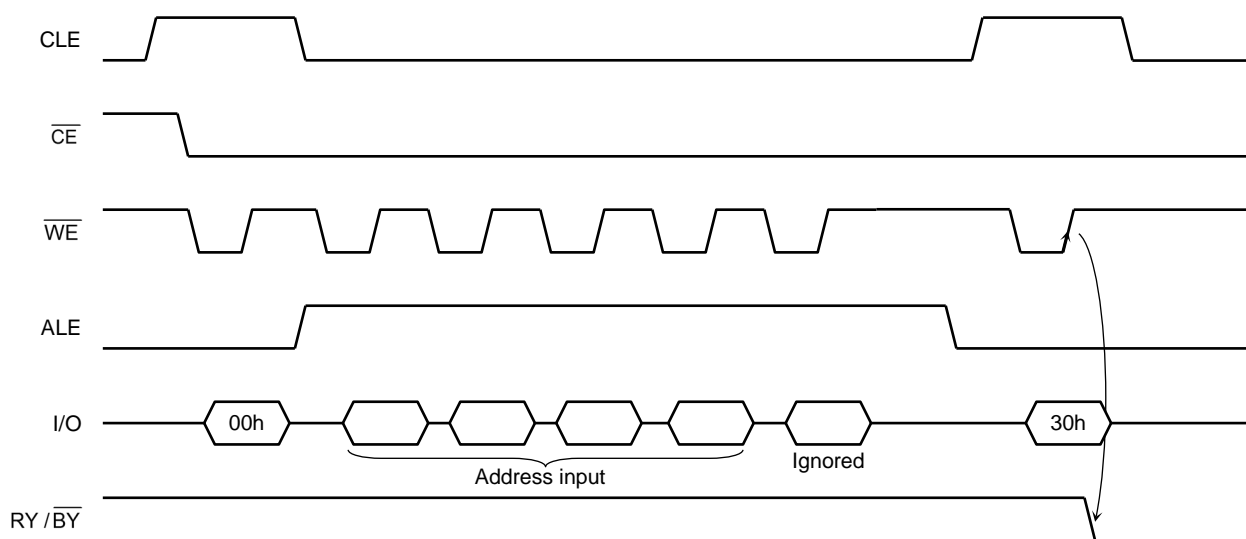 CLE
CE
WE
ALE
I/O 00h 30h
Ignored
Address input
RY / BY